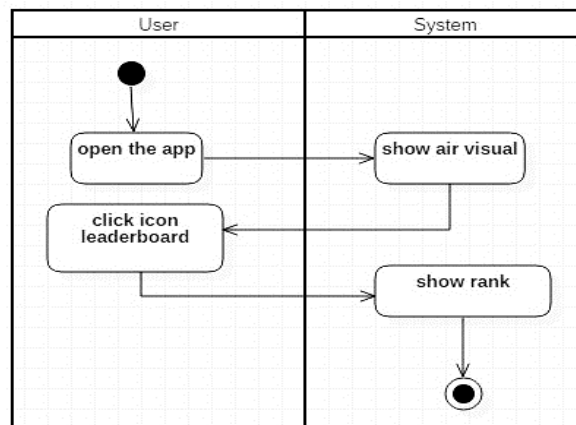 User
System
open the app
show air visual
click icon
leaderboard
show rank